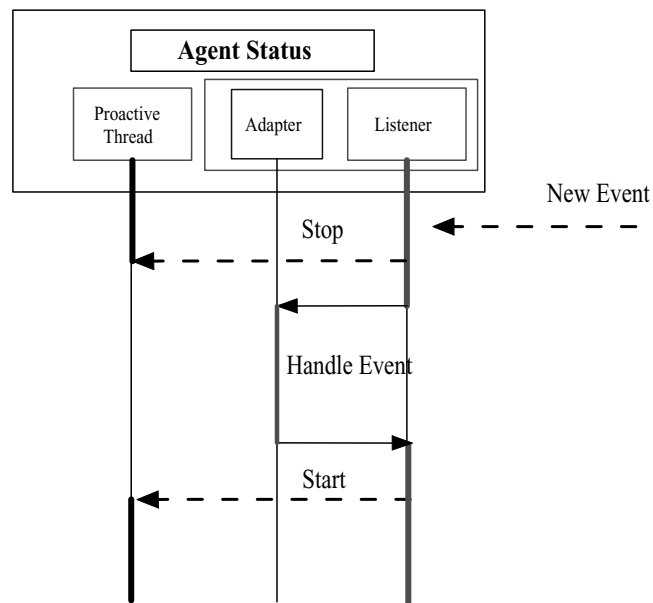 Agent Status
Proactive
Thread
Adapter
Listener
New Event
Stop
Handle Event
Start